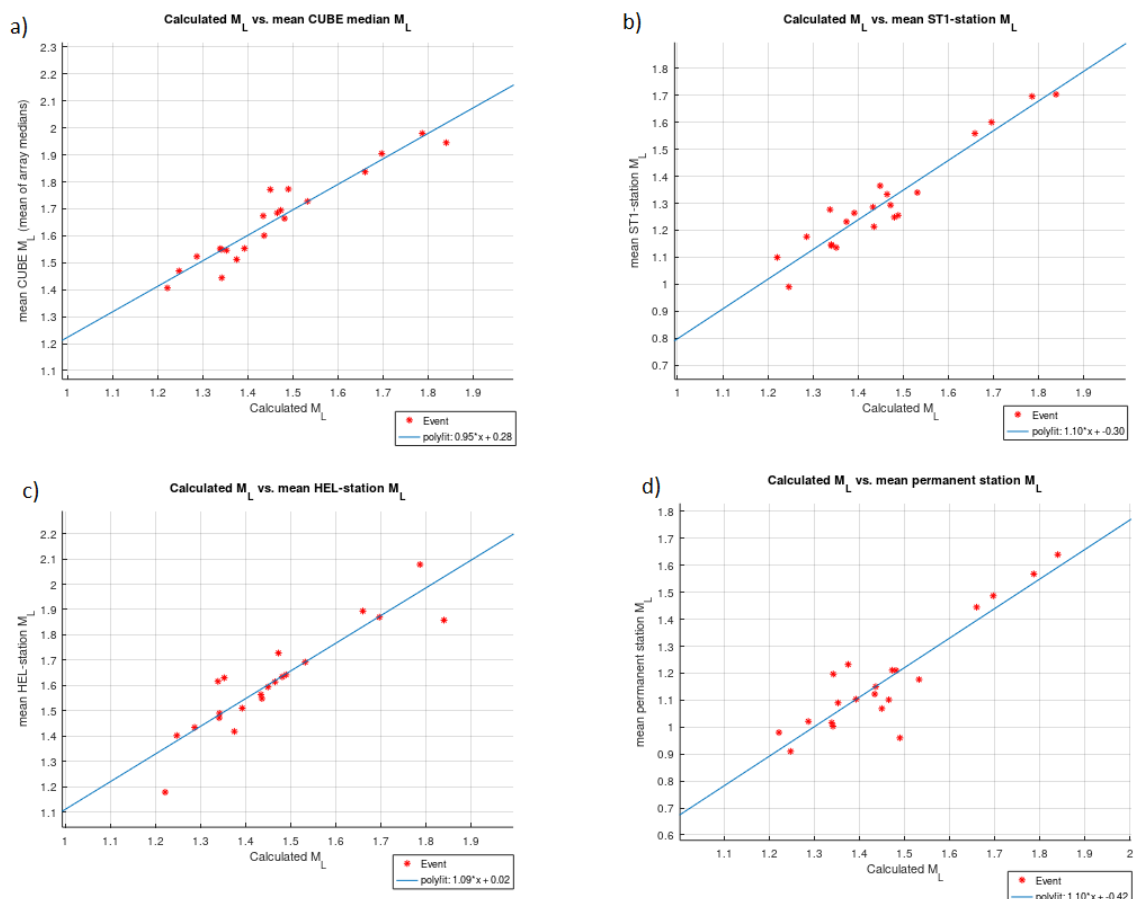 a)
Calculated M_L vs. mean CUBE median M_L
mean CUBE M_L (mean of array medians)
2.3
2.2
2.1
2
1.9
1.8
1.7
1.6
1.5
1.4
1.3
1.2
1.1
1 1.1 1.2 1.3 1.4 1.5 1.6 1.7 1.8 1.9
Calculated M_L
Event
polyfit: 0.95*x + 0.28
b)
Calculated M_L vs. mean ST1-station M_L
mean ST1-station M_L
1.8
1.7
1.6
1.5
1.4
1.3
1.2
1.1
1
0.9
0.8
0.7
1 1.1 1.2 1.3 1.4 1.5 1.6 1.7 1.8 1.9
Calculated M_L
Event
polyfit: 1.10*x + -0.30
c)
Calculated M_L vs. mean HEL-station M_L
mean HEL-station M_L
2.2
2.1
2
1.9
1.8
1.7
1.6
1.5
1.4
1.3
1.2
1.1
1 1.1 1.2 1.3 1.4 1.5 1.6 1.7 1.8 1.9
Calculated M_L
Event
polyfit: 1.09*x + 0.02
d)
Calculated M_L vs. mean permanent station M_L
mean permanent station M_L
1.8
1.7
1.6
1.5
1.4
1.3
1.2
1.1
1
0.9
0.8
0.7
0.6
1.1 1.2 1.3 1.4 1.5 1.6 1.7 1.8 1.9 2
Calculated M_L
Event
polyfit: 1.10*x + -0.42